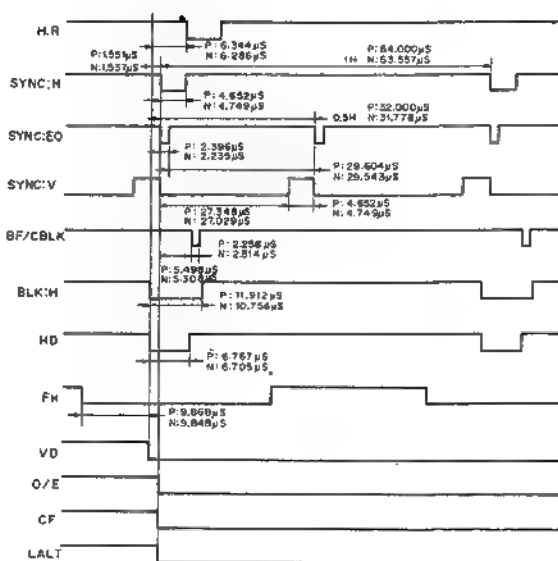 H.R
P:1.551µS
N:1.537µS
P:6.344µS
N:6.286µS
1H
P:64.000µS
N:63.557µS
SYNC:H
P:4.652µS
N:4.749µS
0.5H
P:32.000µS
N:31.778µS
SYNC:EQ
P:2.396µS
N:2.235µS
P:29.604µS
N:29.543µS
SYNC:V
P:27.348µS
N:27.029µS
P:4.652µS
N:4.749µS
BF/CBLK
P:2.256µS
N:2.514µS
P:5.498µS
N:5.308µS
BLK:H
P:11.912µS
N:10.756µS
HD
P:6.767µS
N:6.705µS
FH
P:9.868µS
N:9.848µS
VD
O/E
CF
LALT